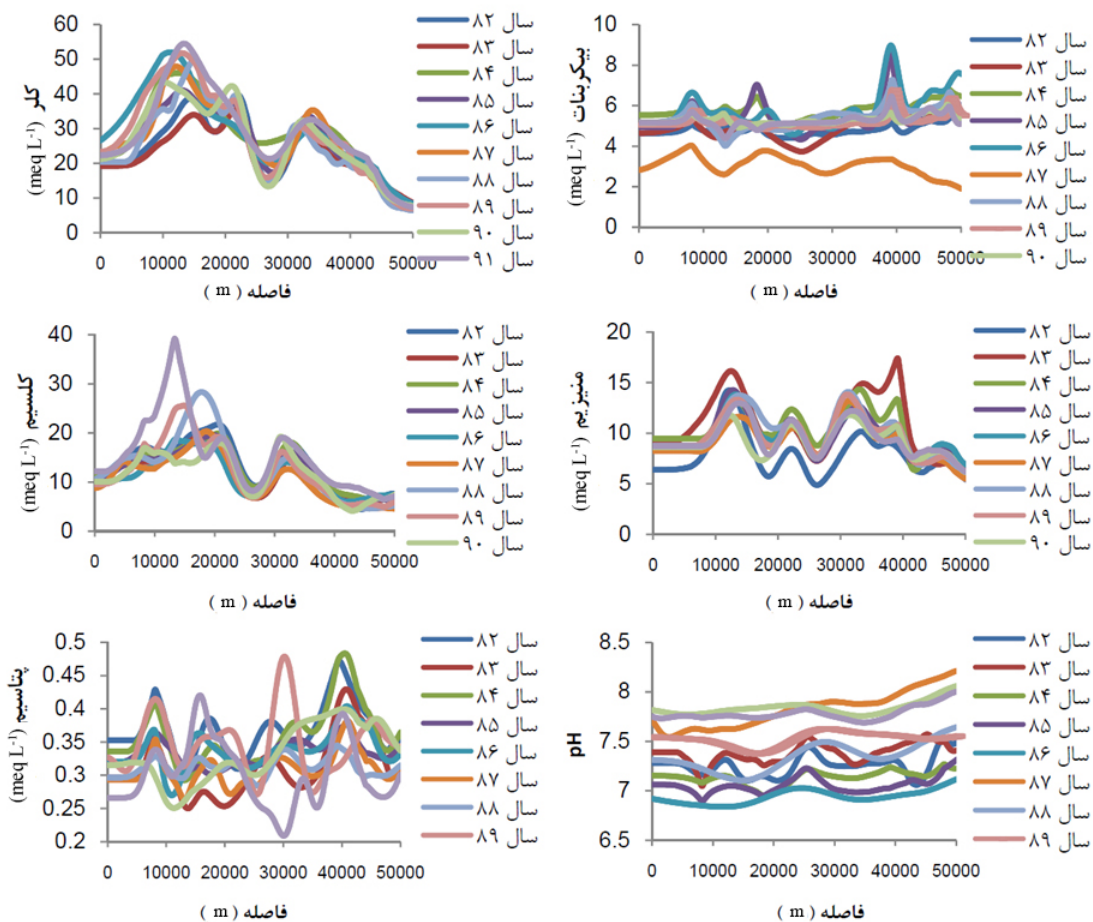 کلر
(meq L-1)
60
50
40
30
20
10
0
0 10000 20000 30000 40000 50000
فاصله ( m )
سال ۸۲
سال ۸۳
سال ۸۴
سال ۸۵
سال ۸۶
سال ۸۷
سال ۸۸
سال ۸۹
سال ۹۰
سال ۹۱
بیکربنات
(meq L-1)
10
8
6
4
2
0
0 10000 20000 30000 40000 50000
فاصله ( m )
سال ۸۲
سال ۸۳
سال ۸۴
سال ۸۵
سال ۸۶
سال ۸۷
سال ۸۸
سال ۸۹
سال ۹۰
کلسیم
(meq L-1)
40
30
20
10
0
0 10000 20000 30000 40000 50000
فاصله ( m )
سال ۸۲
سال ۸۳
سال ۸۴
سال ۸۵
سال ۸۶
سال ۸۷
سال ۸۸
سال ۸۹
سال ۹۰
منیزیم
(meq L-1)
20
15
10
5
0
0 10000 20000 30000 40000 50000
فاصله ( m )
سال ۸۲
سال ۸۳
سال ۸۴
سال ۸۵
سال ۸۶
سال ۸۷
سال ۸۸
سال ۸۹
سال ۹۰
پتاسیم
(meq L-1)
0.5
0.45
0.4
0.35
0.3
0.25
0.2
0 10000 20000 30000 40000 50000
فاصله ( m )
سال ۸۲
سال ۸۳
سال ۸۴
سال ۸۵
سال ۸۶
سال ۸۷
سال ۸۸
سال ۸۹
pH
8.5
8
7.5
7
6.5
0 10000 20000 30000 40000 50000
فاصله ( m )
سال ۸۲
سال ۸۳
سال ۸۴
سال ۸۵
سال ۸۶
سال ۸۷
سال ۸۸
سال ۸۹